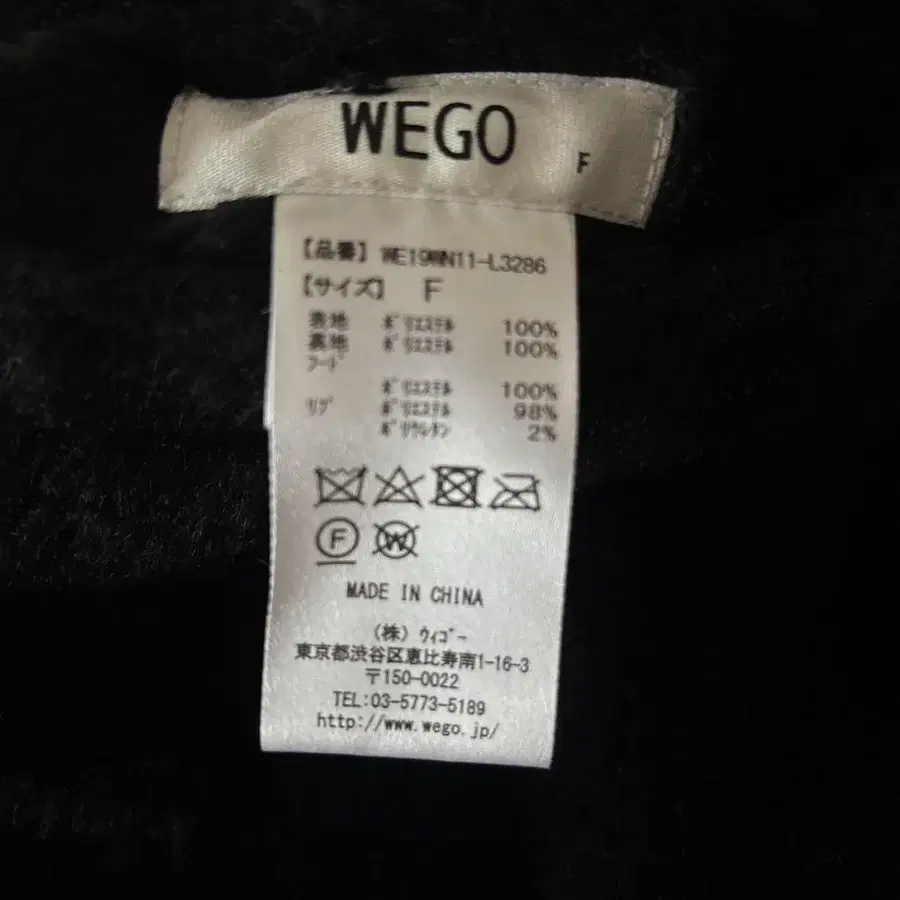 WEGO
F
【品番】 WE19WN11-L3286
【サイズ】 F
表地 ﾎﾟﾘｴｽﾃﾙ 100%
裏地 ﾎﾟﾘｴｽﾃﾙ 100%
ﾌｰﾄﾞ
ﾎﾟﾘｴｽﾃﾙ 100%
ﾘﾌﾞ ﾎﾟﾘｴｽﾃﾙ 98%
ﾎﾟﾘｳﾚﾀﾝ 2%
F W
MADE IN CHINA
(株) ｳｨｺﾞｰ
東京都渋谷区恵比寿南1-16-3
〒150-0022
TEL:03-5773-5189
http://www.wego.jp/